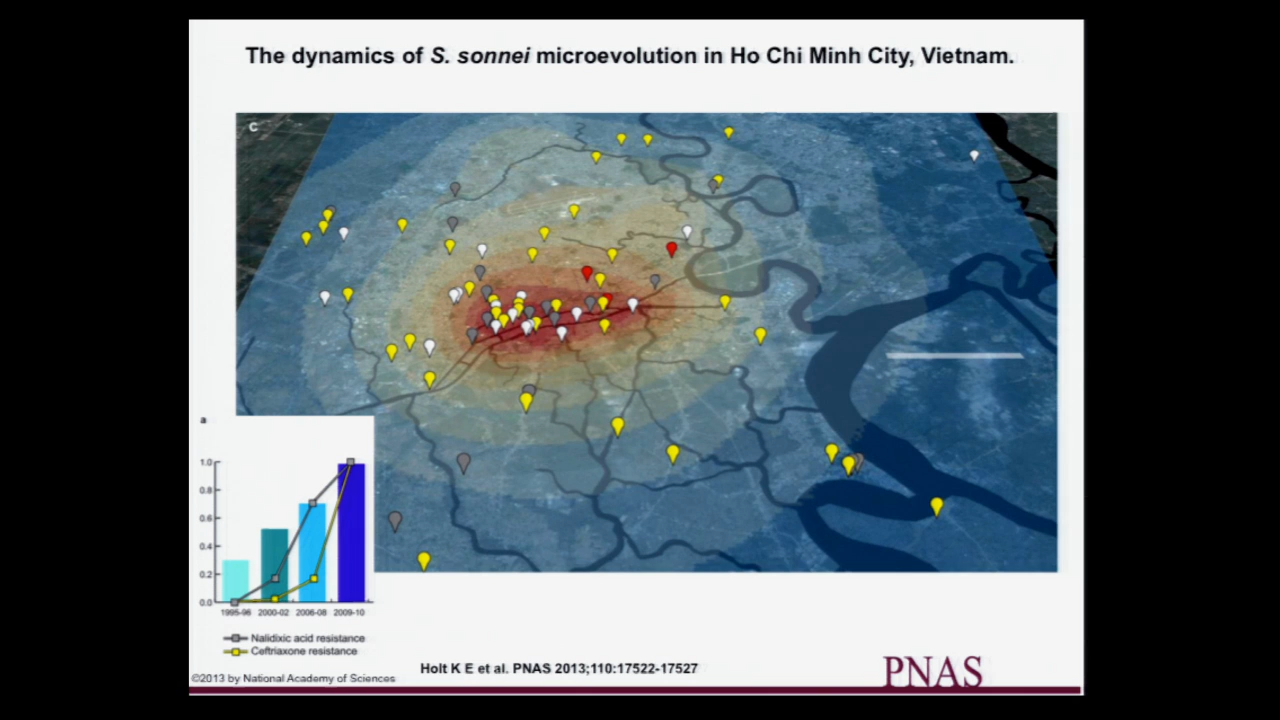 The dynamics of S. sonnei microevolution in Ho Chi Minh City, Vietnam.
c
a
1.0
0.8
0.6
0.4
0.2
0.0
1995-96 2000-02 2006-08 2009-10
Nalidixic acid resistance
Ceftriaxone resistance
Holt K E et al. PNAS 2013;110:17522-17527
PNAS
©2013 by National Academy of Sciences